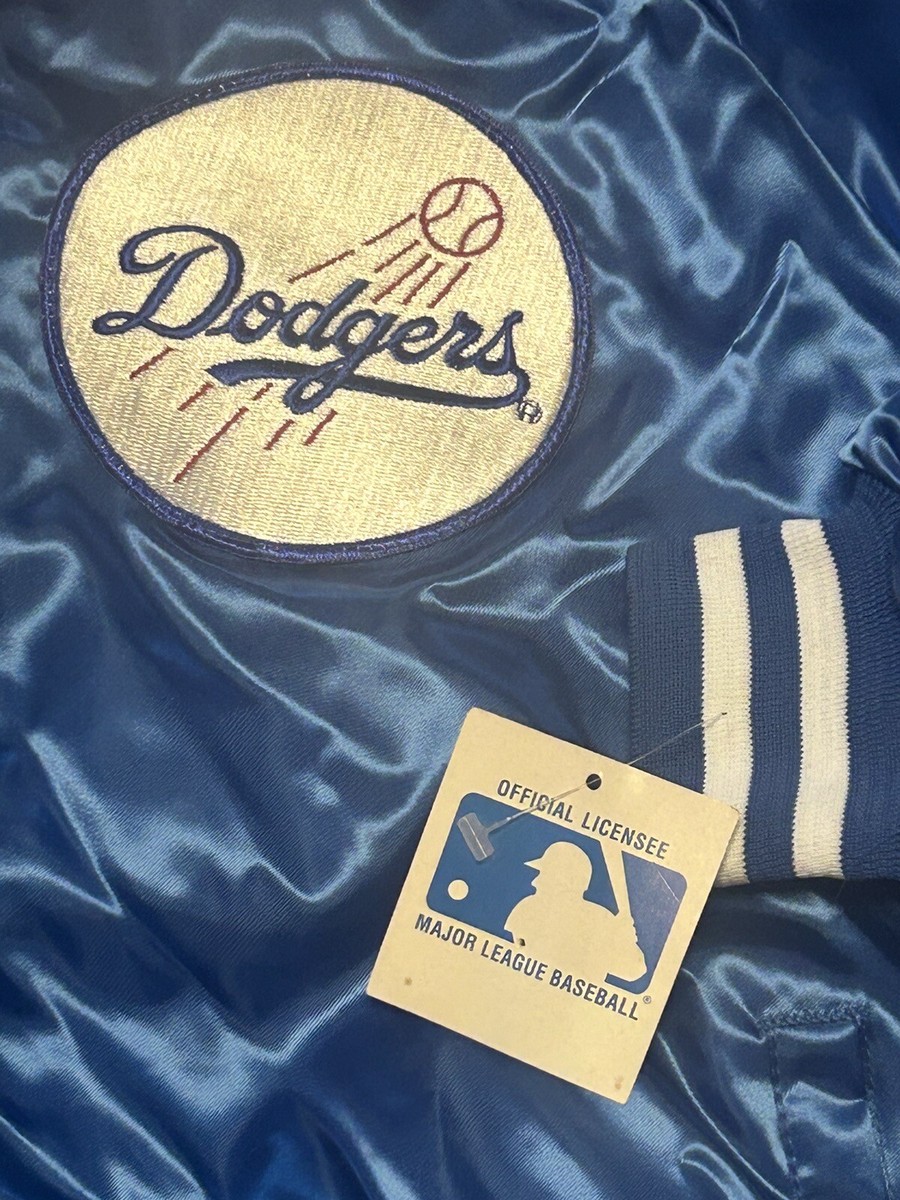 Dodgers®
OFFICIAL LICENSEE
MAJOR LEAGUE BASEBALL®